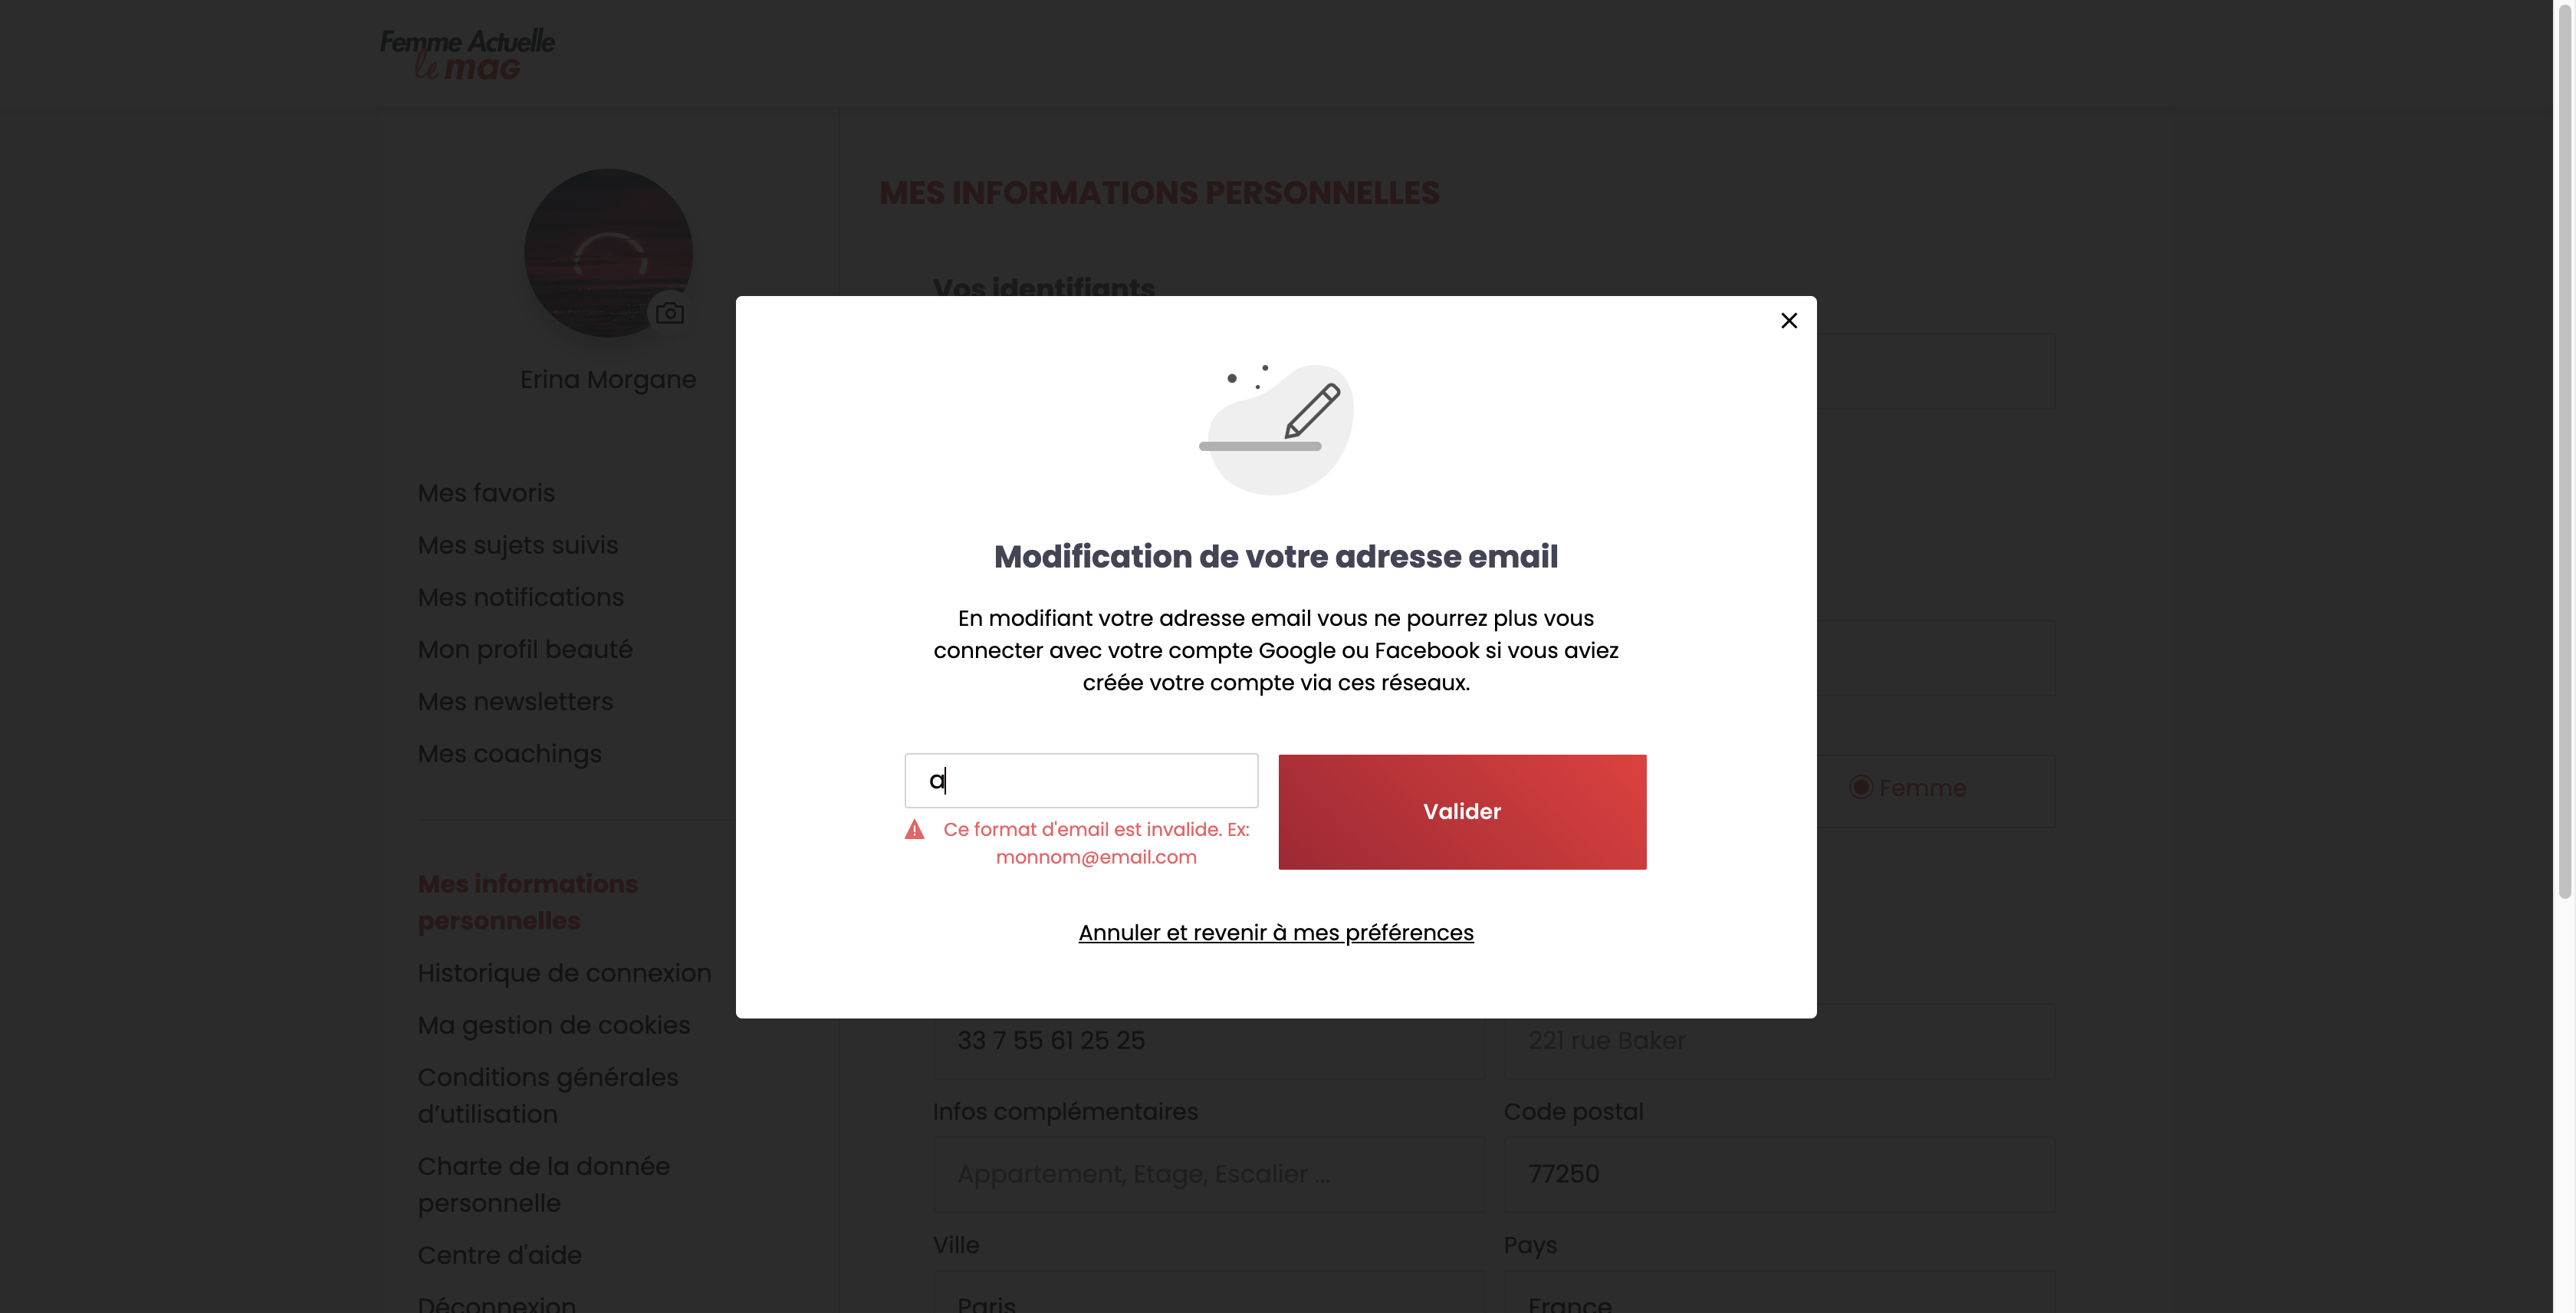 Femme Actuelle
le mag
MES INFORMATIONS PERSONNELLES
Vos identifiants
Erina Morgane
Mes favoris
Mes sujets suivis
Mes notifications
Mon profil beauté
Mes newsletters
Mes coachings
Mes informations
personnelles
Historique de connexion
Ma gestion de cookies
Conditions générales
d’utilisation
Charte de la donnée
personnelle
Centre d'aide
Déconnexion
Modification de votre adresse email
En modifiant votre adresse email vous ne pourrez plus vous
connecter avec votre compte Google ou Facebook si vous aviez
créée votre compte via ces réseaux.
a
Valider
Ce format d'email est invalide. Ex:
monnom@email.com
Annuler et revenir à mes préférences
Femme
33 7 55 61 25 25
221 rue Baker
Infos complémentaires
Code postal
Appartement, Etage, Escalier ...
77250
Ville
Pays
Paris
France